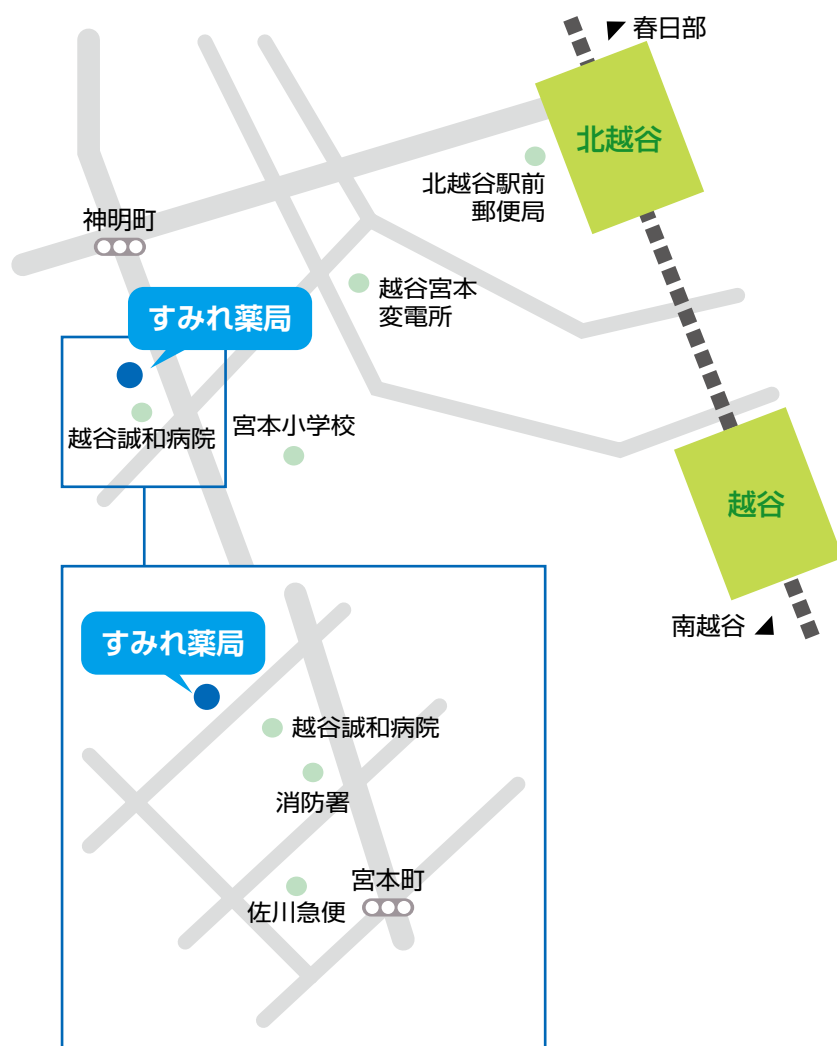 春日部
北越谷
北越谷駅前
郵便局
神明町
越谷宮本
変電所
すみれ薬局
越谷誠和病院
宮本小学校
越谷
南越谷
すみれ薬局
越谷誠和病院
消防署
宮本町
佐川急便